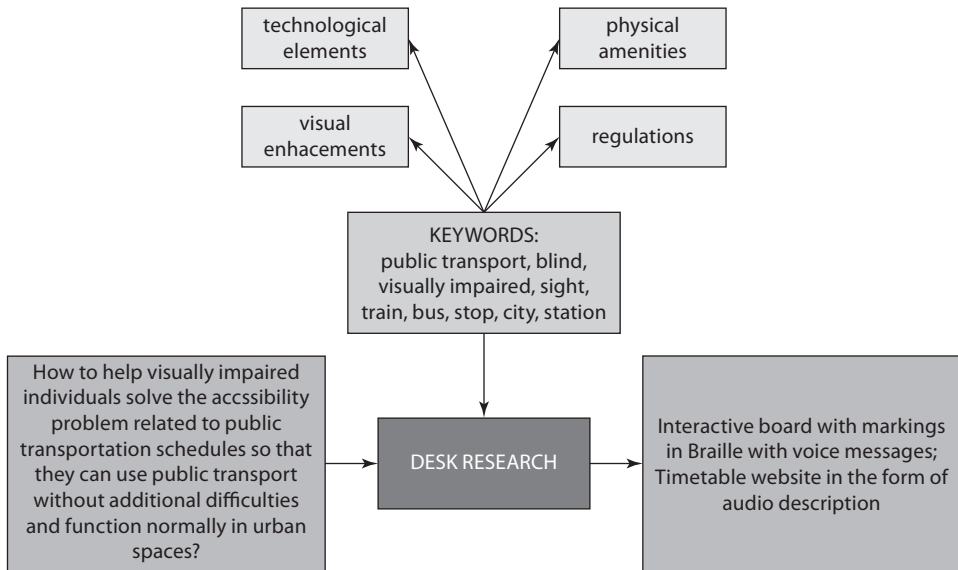 technological
elements
physical
amenities
visual
enhacements
regulations
KEYWORDS:
public transport, blind,
visually impaired, sight,
train, bus, stop, city, station
How to help visually impaired
individuals solve the accssibility
problem related to public
transportation schedules so that
they can use public transport
without additional difficulties
and function normally in urban
spaces?
DESK RESEARCH
Interactive board with markings
in Braille with voice messages;
Timetable website in the form of
audio description